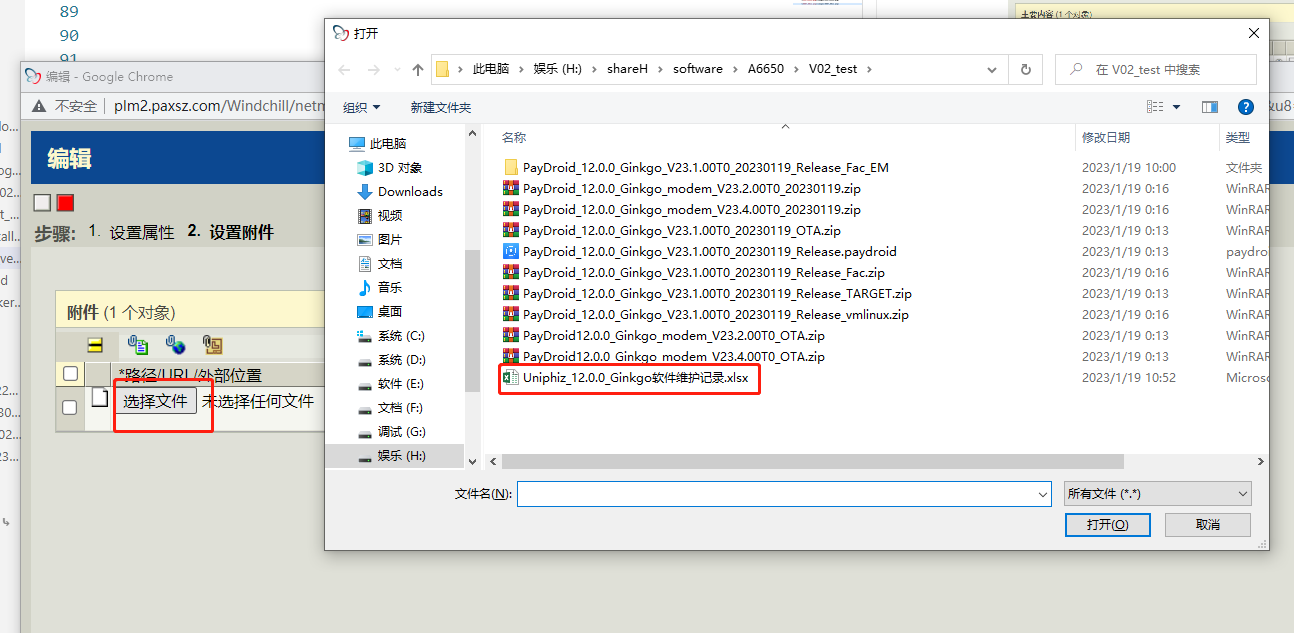 89
90
91
主要内容 (1 个对象)
打开
编辑 - Google Chrome
此电脑 › 娱乐 (H:) › shareH › software › A6650 › V02_test ›
在 V02_test 中搜索
不安全 | plm2.paxsz.com/Windchill/netm
组织
新建文件夹
编辑
步骤: 1. 设置属性 2. 设置附件
附件 (1 个对象)
*路径/URL/外部位置
选择文件 未选择任何文件
此电脑
3D 对象
Downloads
视频
图片
文档
音乐
桌面
系统 (C:)
系统 (D:)
软件 (E:)
文档 (F:)
调试 (G:)
娱乐 (H:)
名称 修改日期 类型
PayDroid_12.0.0_Ginkgo_V23.1.00T0_20230119_Release_Fac_EM 2023/1/19 10:00 文件夹
PayDroid_12.0.0_Ginkgo_modem_V23.2.00T0_20230119.zip 2023/1/19 0:16 WinRAR
PayDroid_12.0.0_Ginkgo_modem_V23.4.00T0_20230119.zip 2023/1/19 0:16 WinRAR
PayDroid_12.0.0_Ginkgo_V23.1.00T0_20230119_OTA.zip 2023/1/19 0:13 WinRAR
PayDroid_12.0.0_Ginkgo_V23.1.00T0_20230119_Release.paydroid 2023/1/19 0:13 paydro
PayDroid_12.0.0_Ginkgo_V23.1.00T0_20230119_Release_Fac.zip 2023/1/19 0:16 WinRAR
PayDroid_12.0.0_Ginkgo_V23.1.00T0_20230119_Release_TARGET.zip 2023/1/19 0:13 WinRAR
PayDroid_12.0.0_Ginkgo_V23.1.00T0_20230119_Release_vmlinux.zip 2023/1/19 0:16 WinRAR
PayDroid12.0.0_Ginkgo_modem_V23.2.00T0_OTA.zip 2023/1/19 0:13 WinRAR
PayDroid12.0.0_Ginkgo_modem_V23.4.00T0_OTA.zip 2023/1/19 0:16 WinRAR
Uniphiz_12.0.0_Ginkgo软件维护记录.xlsx 2023/1/19 10:52 Microso
文件名(N):
所有文件 (*.*)
打开(O)
取消